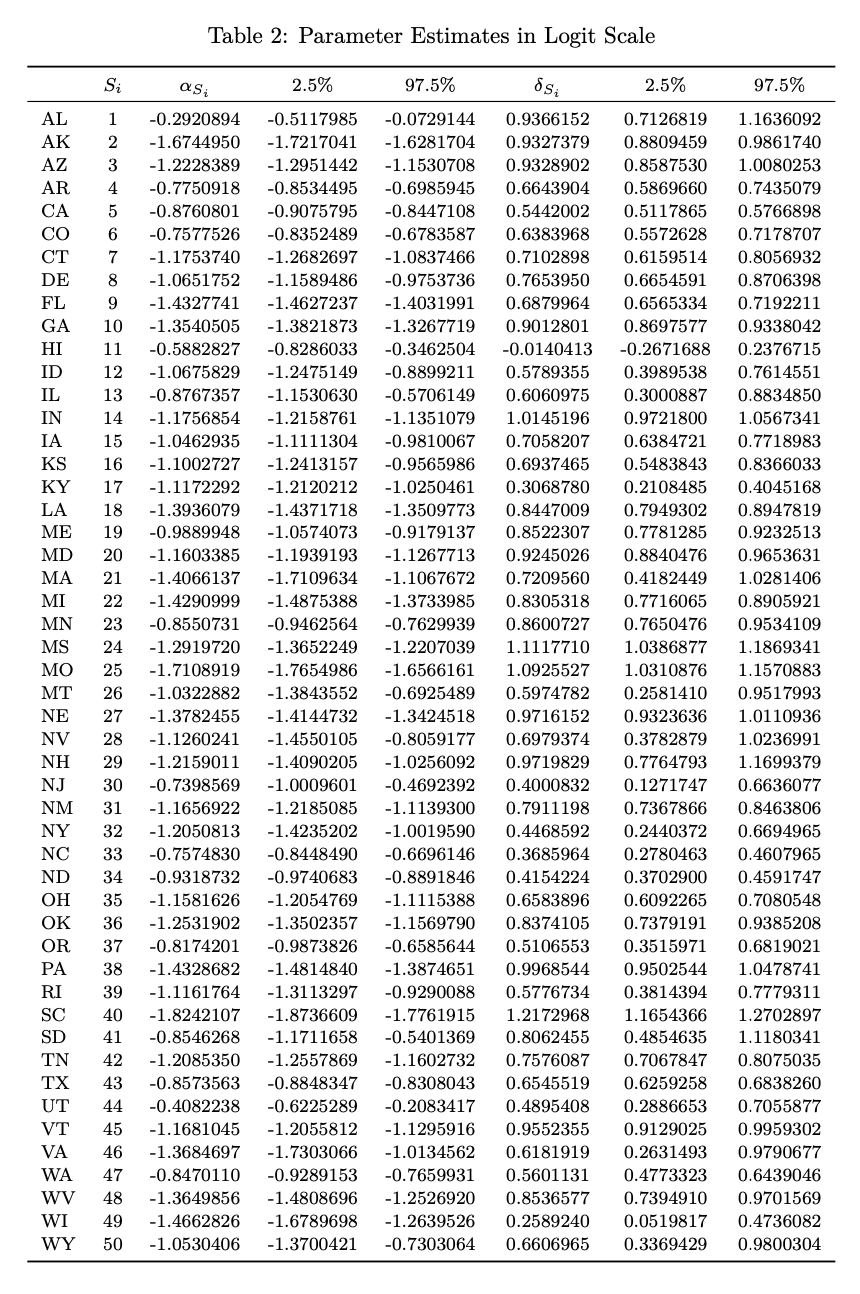 Table 2: Parameter Estimates in Logit Scale
Sᵢ α_Sᵢ 2.5% 97.5% δ_Sᵢ 2.5% 97.5%
AL 1 -0.2920894 -0.5117985 -0.0729144 0.9366152 0.7126819 1.1636092
AK 2 -1.6744950 -1.7217041 -1.6281704 0.9327379 0.8809459 0.9861740
AZ 3 -1.2228389 -1.2951442 -1.1530708 0.9328902 0.8587530 1.0080253
AR 4 -0.7750918 -0.8534495 -0.6985945 0.6643904 0.5869660 0.7435079
CA 5 -0.8760801 -0.9075795 -0.8447108 0.5442002 0.5117865 0.5766898
CO 6 -0.7577526 -0.8352489 -0.6783587 0.6383968 0.5572628 0.7178707
CT 7 -1.1753740 -1.2682697 -1.0837466 0.7102898 0.6159514 0.8056932
DE 8 -1.0651752 -1.1589486 -0.9753736 0.7653950 0.6654591 0.8706398
FL 9 -1.4327741 -1.4627237 -1.4031991 0.6879964 0.6565334 0.7192211
GA 10 -1.3540505 -1.3821873 -1.3267719 0.9012801 0.8697577 0.9338042
HI 11 -0.5882827 -0.8286033 -0.3462504 -0.0140413 -0.2671688 0.2376715
ID 12 -1.0675829 -1.2475149 -0.8899211 0.5789355 0.3989538 0.7614551
IL 13 -0.8767357 -1.1530630 -0.5706149 0.6060975 0.3000887 0.8834850
IN 14 -1.1756854 -1.2158761 -1.1351079 1.0145196 0.9721800 1.0567341
IA 15 -1.0462935 -1.1111304 -0.9810067 0.7058207 0.6384721 0.7718983
KS 16 -1.1002727 -1.2413157 -0.9565986 0.6937465 0.5483843 0.8366033
KY 17 -1.1172292 -1.2120212 -1.0250461 0.3068780 0.2108485 0.4045168
LA 18 -1.3936079 -1.4371718 -1.3509773 0.8447009 0.7949302 0.8947819
ME 19 -0.9889948 -1.0574073 -0.9179137 0.8522307 0.7781285 0.9232513
MD 20 -1.1603385 -1.1939193 -1.1267713 0.9245026 0.8840476 0.9653631
MA 21 -1.4066137 -1.7109634 -1.1067672 0.7209560 0.4182449 1.0281406
MI 22 -1.4290999 -1.4875388 -1.3733985 0.8305318 0.7716065 0.8905921
MN 23 -0.8550731 -0.9462564 -0.7629939 0.8600727 0.7650476 0.9534109
MS 24 -1.2919720 -1.3652249 -1.2207039 1.1117710 1.0386877 1.1869341
MO 25 -1.7108919 -1.7654986 -1.6566161 1.0925527 1.0310876 1.1570883
MT 26 -1.0322882 -1.3843552 -0.6925489 0.5974782 0.2581410 0.9517993
NE 27 -1.3782455 -1.4144732 -1.3424518 0.9716152 0.9323636 1.0110936
NV 28 -1.1260241 -1.4550105 -0.8059177 0.6979374 0.3782879 1.0236991
NH 29 -1.2159011 -1.4090205 -1.0256092 0.9719829 0.7764793 1.1699379
NJ 30 -0.7398569 -1.0009601 -0.4692392 0.4000832 0.1271747 0.6636077
NM 31 -1.1656922 -1.2185085 -1.1139300 0.7911198 0.7367866 0.8463806
NY 32 -1.2050813 -1.4235202 -1.0019590 0.4468592 0.2440372 0.6694965
NC 33 -0.7574830 -0.8448490 -0.6696146 0.3685964 0.2780463 0.4607965
ND 34 -0.9318732 -0.9740683 -0.8891846 0.4154224 0.3702900 0.4591747
OH 35 -1.1581626 -1.2054769 -1.1115388 0.6583896 0.6092265 0.7080548
OK 36 -1.2531902 -1.3502357 -1.1569790 0.8374105 0.7379191 0.9385208
OR 37 -0.8174201 -0.9873826 -0.6585644 0.5106553 0.3515971 0.6819021
PA 38 -1.4328682 -1.4814840 -1.3874651 0.9968544 0.9502544 1.0478741
RI 39 -1.1161764 -1.3113297 -0.9290088 0.5776734 0.3814394 0.7779311
SC 40 -1.8242107 -1.8736609 -1.7761915 1.2172968 1.1654366 1.2702897
SD 41 -0.8546268 -1.1711658 -0.5401369 0.8062455 0.4854635 1.1180341
TN 42 -1.2085350 -1.2557869 -1.1602732 0.7576087 0.7067847 0.8075035
TX 43 -0.8573563 -0.8848347 -0.8308043 0.6545519 0.6259258 0.6838260
UT 44 -0.4082238 -0.6225289 -0.2083417 0.4895408 0.2886653 0.7055877
VT 45 -1.1681045 -1.2055812 -1.1295916 0.9552355 0.9129025 0.9959302
VA 46 -1.3684697 -1.7303066 -1.0134562 0.6181919 0.2631493 0.9790677
WA 47 -0.8470110 -0.9289153 -0.7659931 0.5601131 0.4773323 0.6439046
WV 48 -1.3649856 -1.4808696 -1.2526920 0.8536577 0.7394910 0.9701569
WI 49 -1.4662826 -1.6789698 -1.2639526 0.2589240 0.0519817 0.4736082
WY 50 -1.0530406 -1.3700421 -0.7303064 0.6606965 0.3369429 0.9800304